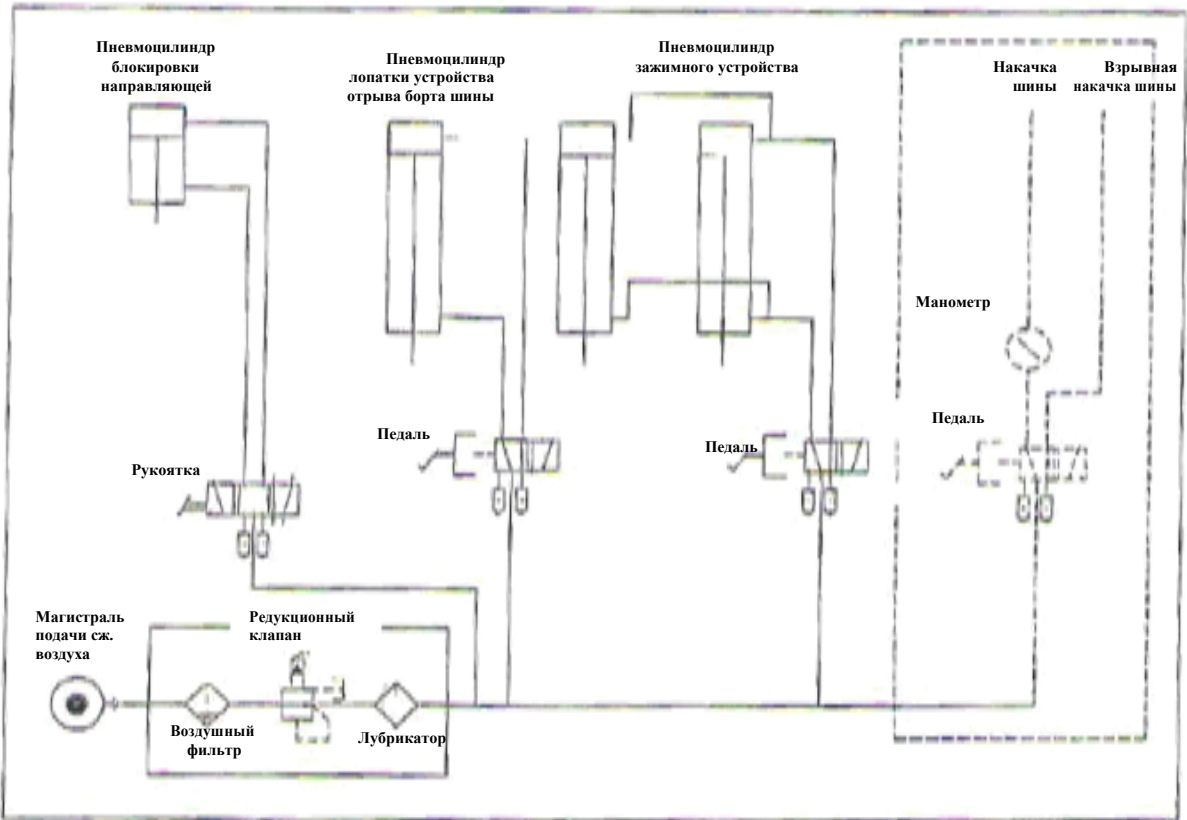 Пневмоцилиндр
блокировки
направляющей
Пневмоцилиндр
лопатки устройства
отрыва борта шины
Пневмоцилиндр
зажимного устройства
Накачка
шины
Взрывная
накачка шины
Манометр
Педаль
Педаль
Педаль
Рукоятка
Магистраль
подачи сж.
воздуха
Редукционный
клапан
Воздушный
фильтр
Лубрикатор